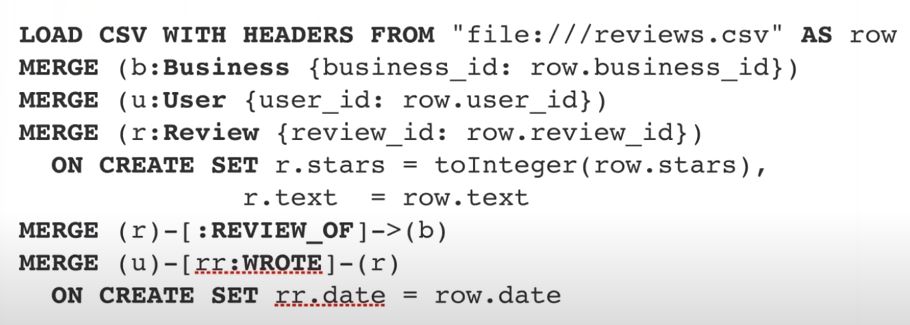 LOAD CSV WITH HEADERS FROM "file:///reviews.csv" AS row
MERGE (b:Business {business_id: row.business_id})
MERGE (u:User {user_id: row.user_id})
MERGE (r:Review {review_id: row.review_id})
ON CREATE SET r.stars = toInteger(row.stars),
r.text = row.text
MERGE (r)-[:REVIEW_OF]->(b)
MERGE (u)-[rr:WROTE]-(r)
ON CREATE SET rr.date = row.date